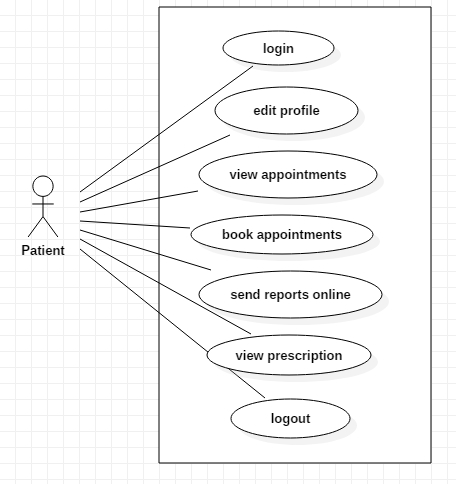 login
edit profile
view appointments
book appointments
Patient
send reports online
view prescription
logout